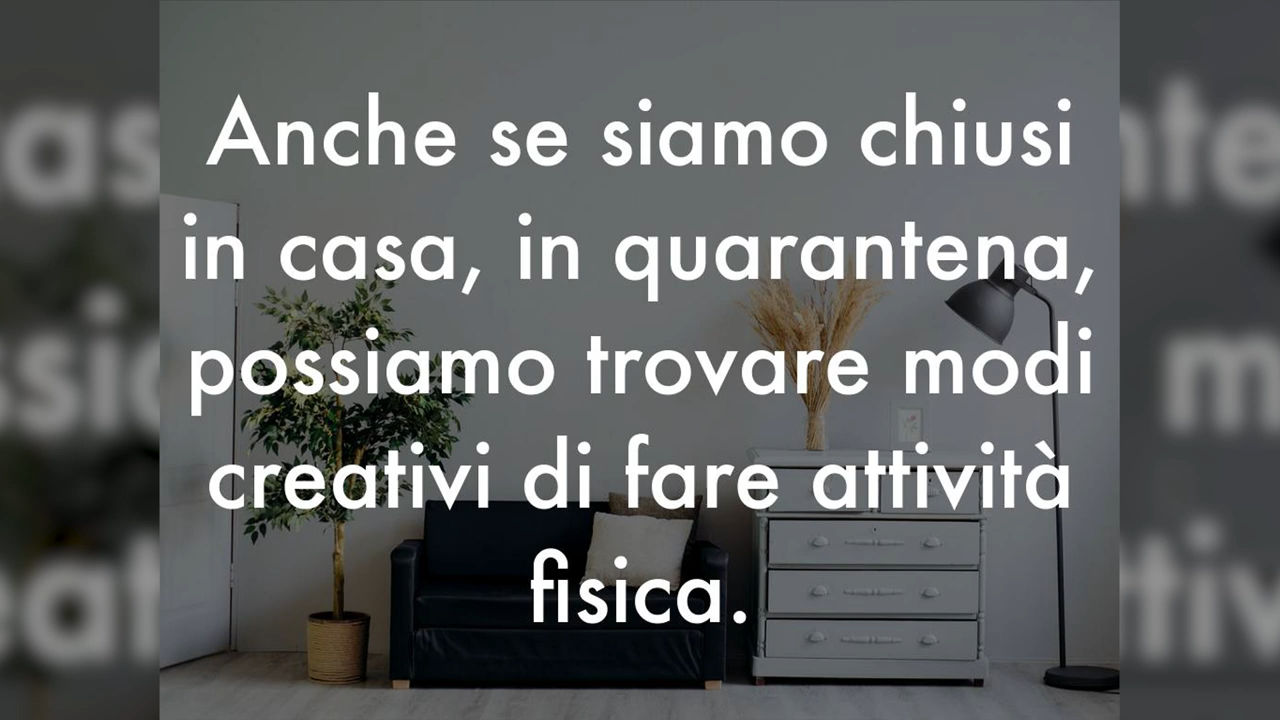 Anche se siamo chiusi
in casa, in quarantena,
possiamo trovare modi
creativi di fare attività
fisica.